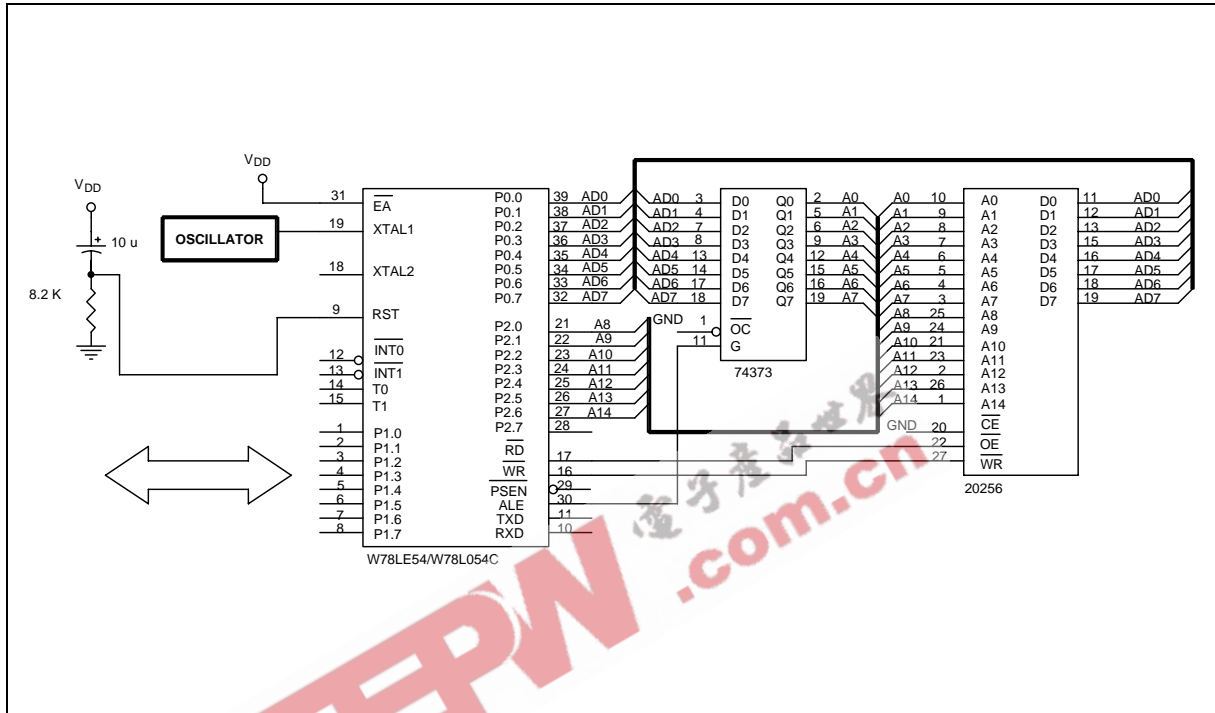 VDD
VDD
10 u
8.2 K
OSCILLATOR
31 EA
19 XTAL1
18 XTAL2
9 RST
12 INT0
13 INT1
14 T0
15 T1
1 P1.0
2 P1.1
3 P1.2
4 P1.3
5 P1.4
6 P1.5
7 P1.6
8 P1.7
P0.0 39 AD0
P0.1 38 AD1
P0.2 37 AD2
P0.3 36 AD3
P0.4 35 AD4
P0.5 34 AD5
P0.6 33 AD6
P0.7 32 AD7
P2.0 21 A8
P2.1 22 A9
P2.2 23 A10
P2.3 24 A11
P2.4 25 A12
P2.5 26 A13
P2.6 27 A14
P2.7 28
RD 17
WR 16
PSEN 29
ALE 30
TXD 11
RXD 10
W78LE54/W78L054C
AD0 3 D0 Q0 2 A0
AD1 4 D1 Q1 5 A1
AD2 7 D2 Q2 6 A2
AD3 8 D3 Q3 9 A3
AD4 13 D4 Q4 12 A4
AD5 14 D5 Q5 15 A5
AD6 17 D6 Q6 16 A6
AD7 18 D7 Q7 19 A7
GND 1 OC
11 G
74373
A0 10 A0 D0 11 AD0
A1 9 A1 D1 12 AD1
A2 8 A2 D2 13 AD2
A3 7 A3 D3 15 AD3
A4 6 A4 D4 16 AD4
A5 5 A5 D5 17 AD5
A6 4 A6 D6 18 AD6
A7 3 A7 D7 19 AD7
A8 25 A8
A9 24 A9
A10 21 A10
A11 23 A11
A12 2 A12
A13 26 A13
A14 1 A14
GND 20 CE
22 OE
27 WR
20256
電子產品世界
.com.cn